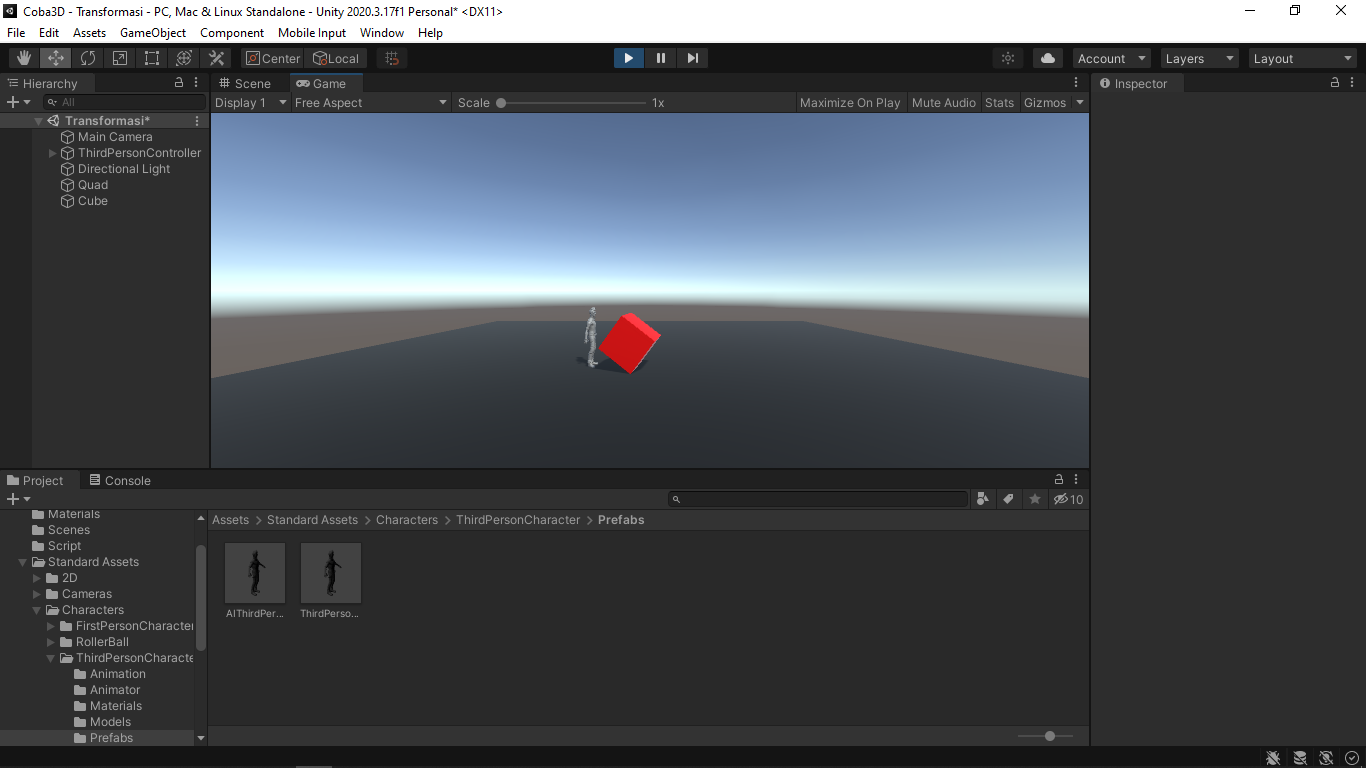 Coba3D - Transformasi - PC, Mac & Linux Standalone - Unity 2020.3.17f1 Personal* <DX11>
File Edit Assets GameObject Component Mobile Input Window Help
Center Local Account Layers Layout
Hierarchy
All
Transformasi*
Main Camera
ThirdPersonController
Directional Light
Quad
Cube
Scene Game
Display 1 Free Aspect Scale 1x Maximize On Play Mute Audio Stats Gizmos
Inspector
Project Console
10
Materials
Scenes
Script
Standard Assets
2D
Cameras
Characters
FirstPersonCharacter
RollerBall
ThirdPersonCharacte
Animation
Animator
Materials
Models
Prefabs
Assets > Standard Assets > Characters > ThirdPersonCharacter > Prefabs
AIThirdPer... ThirdPerso...